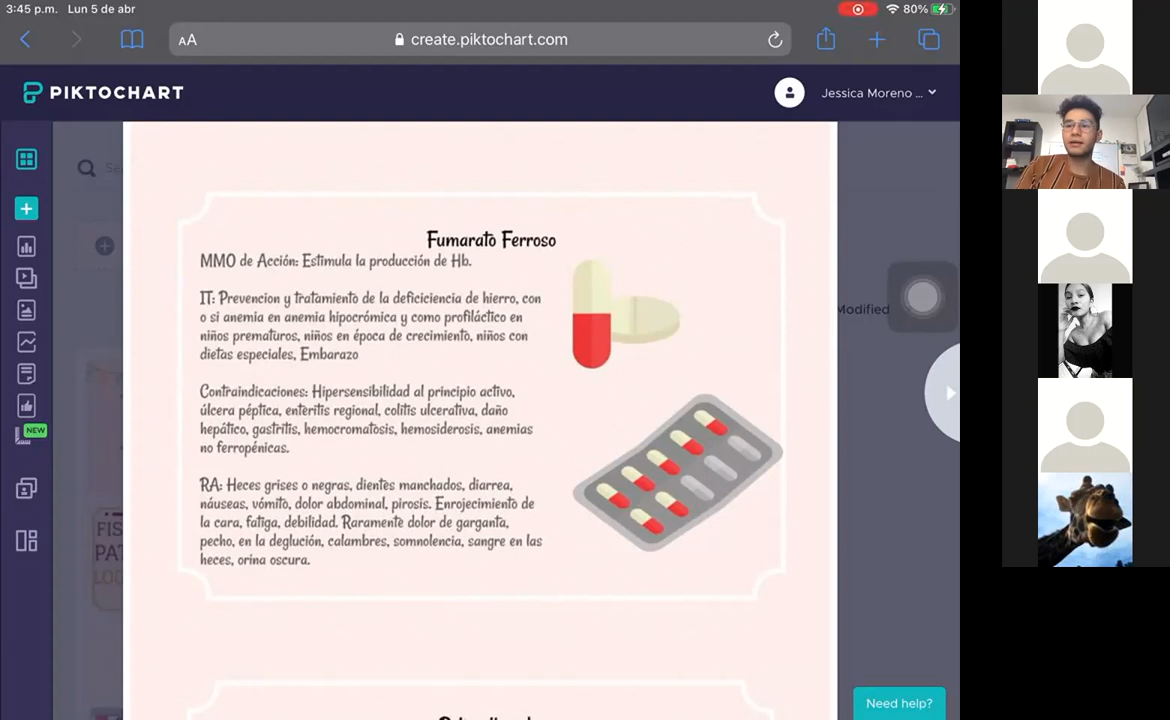 3:45 p.m. Lun 5 de abr
80%
AA
create.piktochart.com
PIKTOCHART
Jessica Moreno ...
Fumarato Ferroso
MMO de Acción: Estimula la producción de Hb.
IT: Prevencion y tratamiento de la deficiciencia de hierro, con
o si anemia en anemia hipocrómica y como profiláctico en
niños prematuros, niños en época de crecimiento, niños con
dietas especiales, Embarazo
Modified
Contraindicaciones: Hipersensibilidad al principio activo,
úlcera péptica, enteritis regional, colitis ulcerativa, daño
hepático, gastritis, hemocromatosis, hemosiderosis, anemias
no ferropénicas.
NEW
RA: Heces grises o negras, dientes manchados, diarrea,
náuseas, vómito, dolor abdominal, pirosis. Enrojecimiento de
la cara, fatiga, debilidad. Raramente dolor de garganta,
pecho, en la deglución, calambres, somnolencia, sangre en las
heces, orina oscura.
FIS
PAT
Need help?